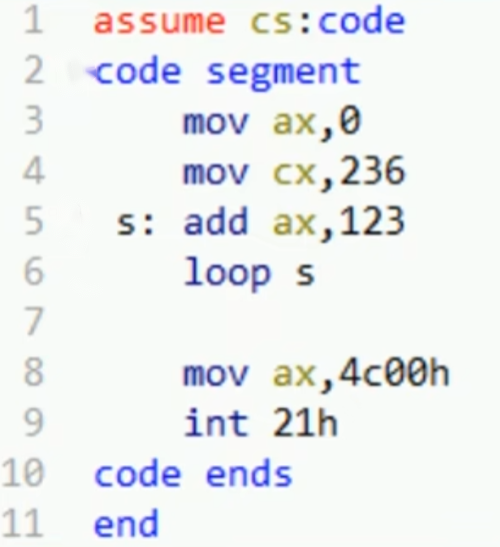 1 assume cs:code
2 code segment
3 mov ax,0
4 mov cx,236
5 s: add ax,123
6 loop s
7
8 mov ax,4c00h
9 int 21h
10 code ends
11 end